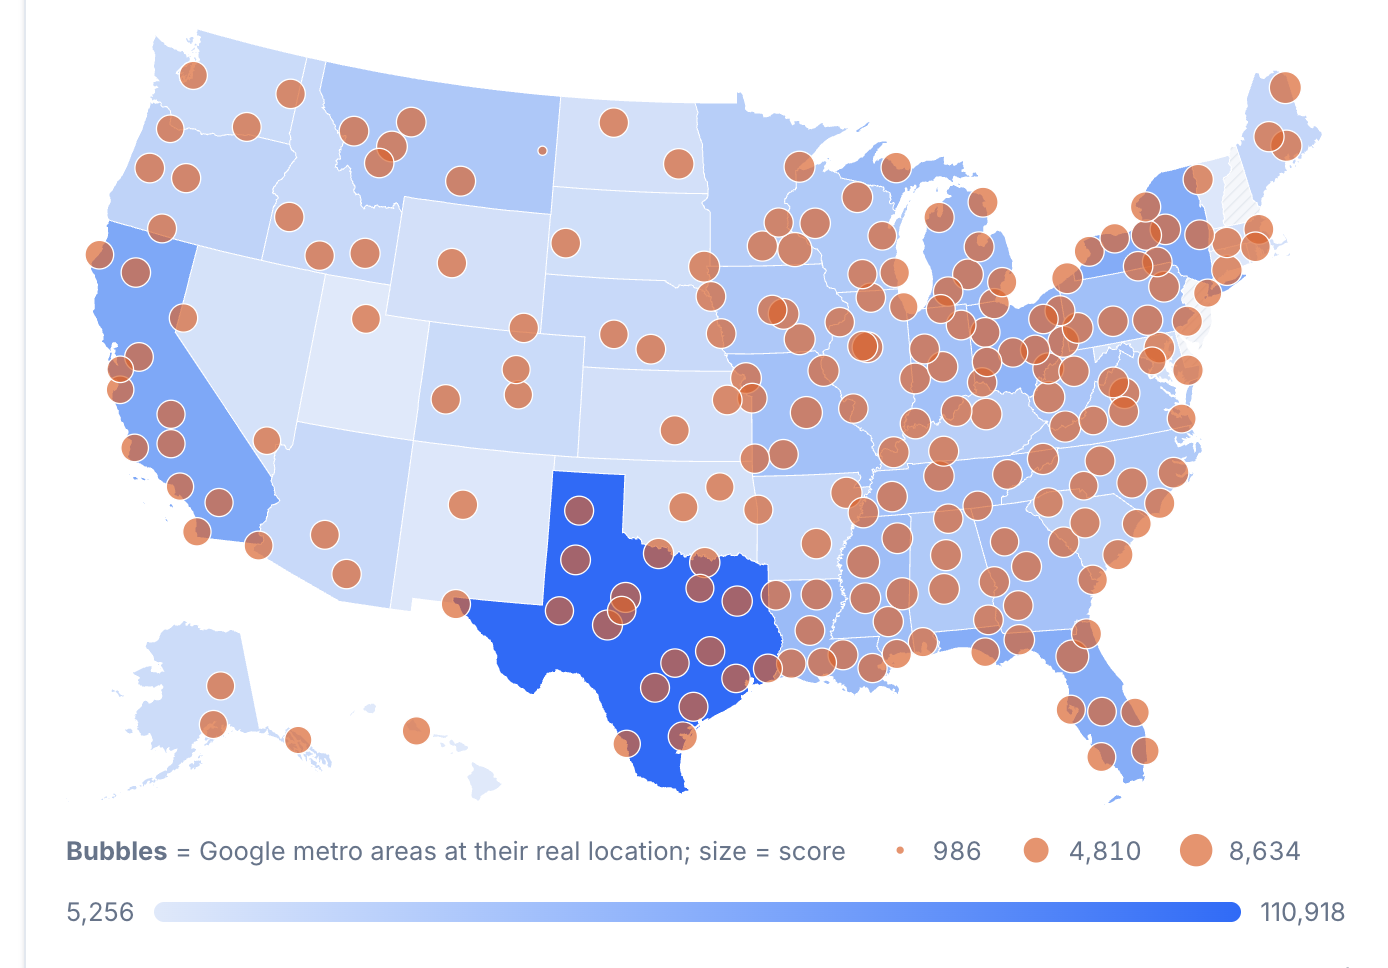 Bubbles = Google metro areas at their real location; size = score 986 4,810 8,634
5,256 110,918